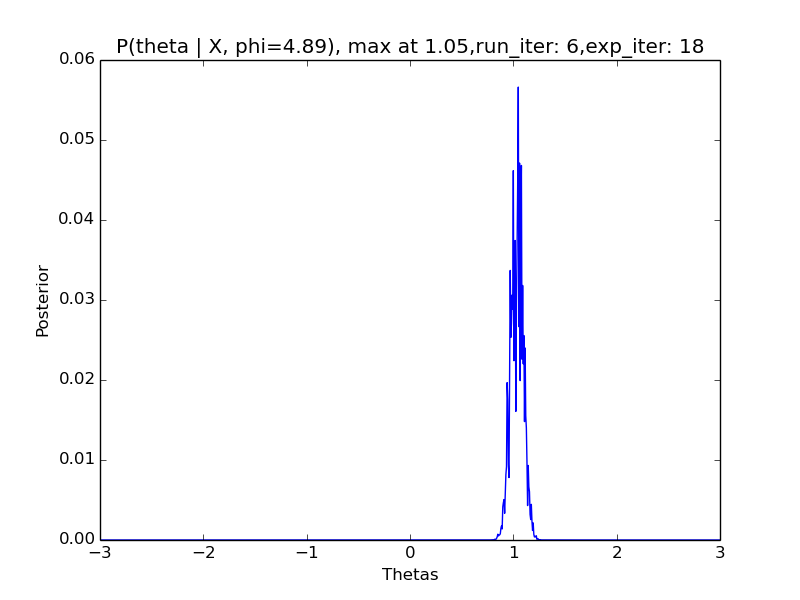 P(theta | X, phi=4.89), max at 1.05,run_iter: 6,exp_iter: 18
0.06
0.05
0.04
0.03
0.02
0.01
0.00
Posterior
−3 −2 −1 0 1 2 3
Thetas